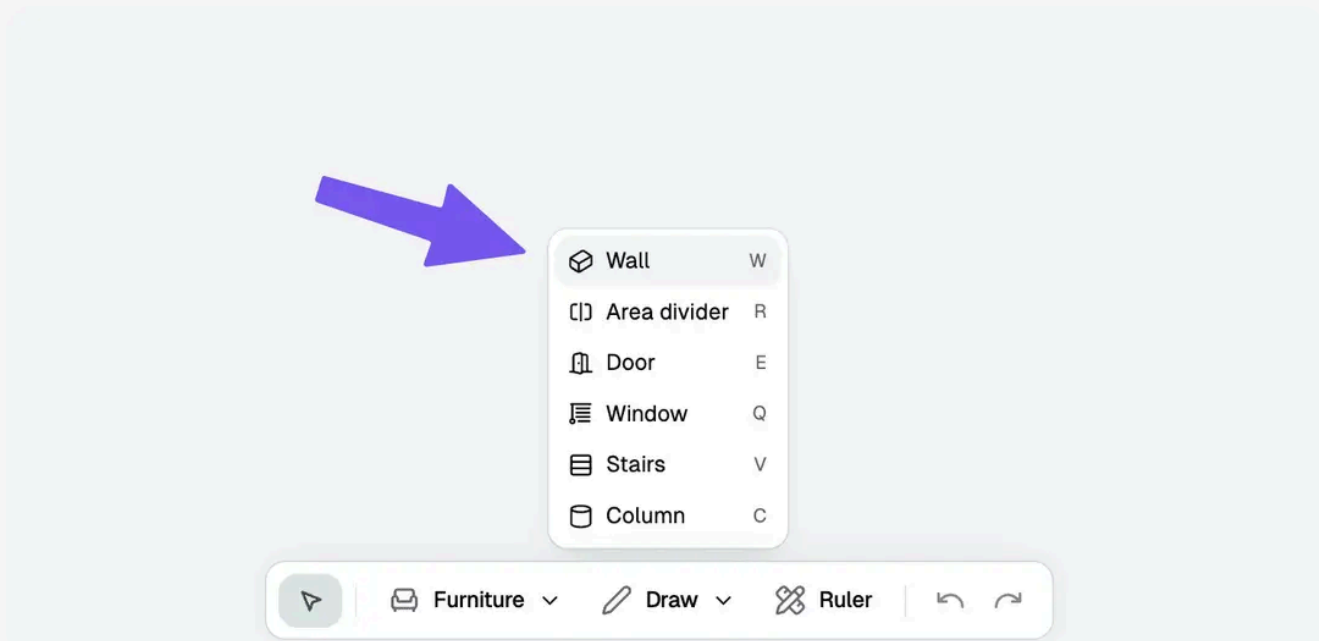 Wall W
Area divider R
Door E
Window Q
Stairs V
Column C
Furniture Draw Ruler